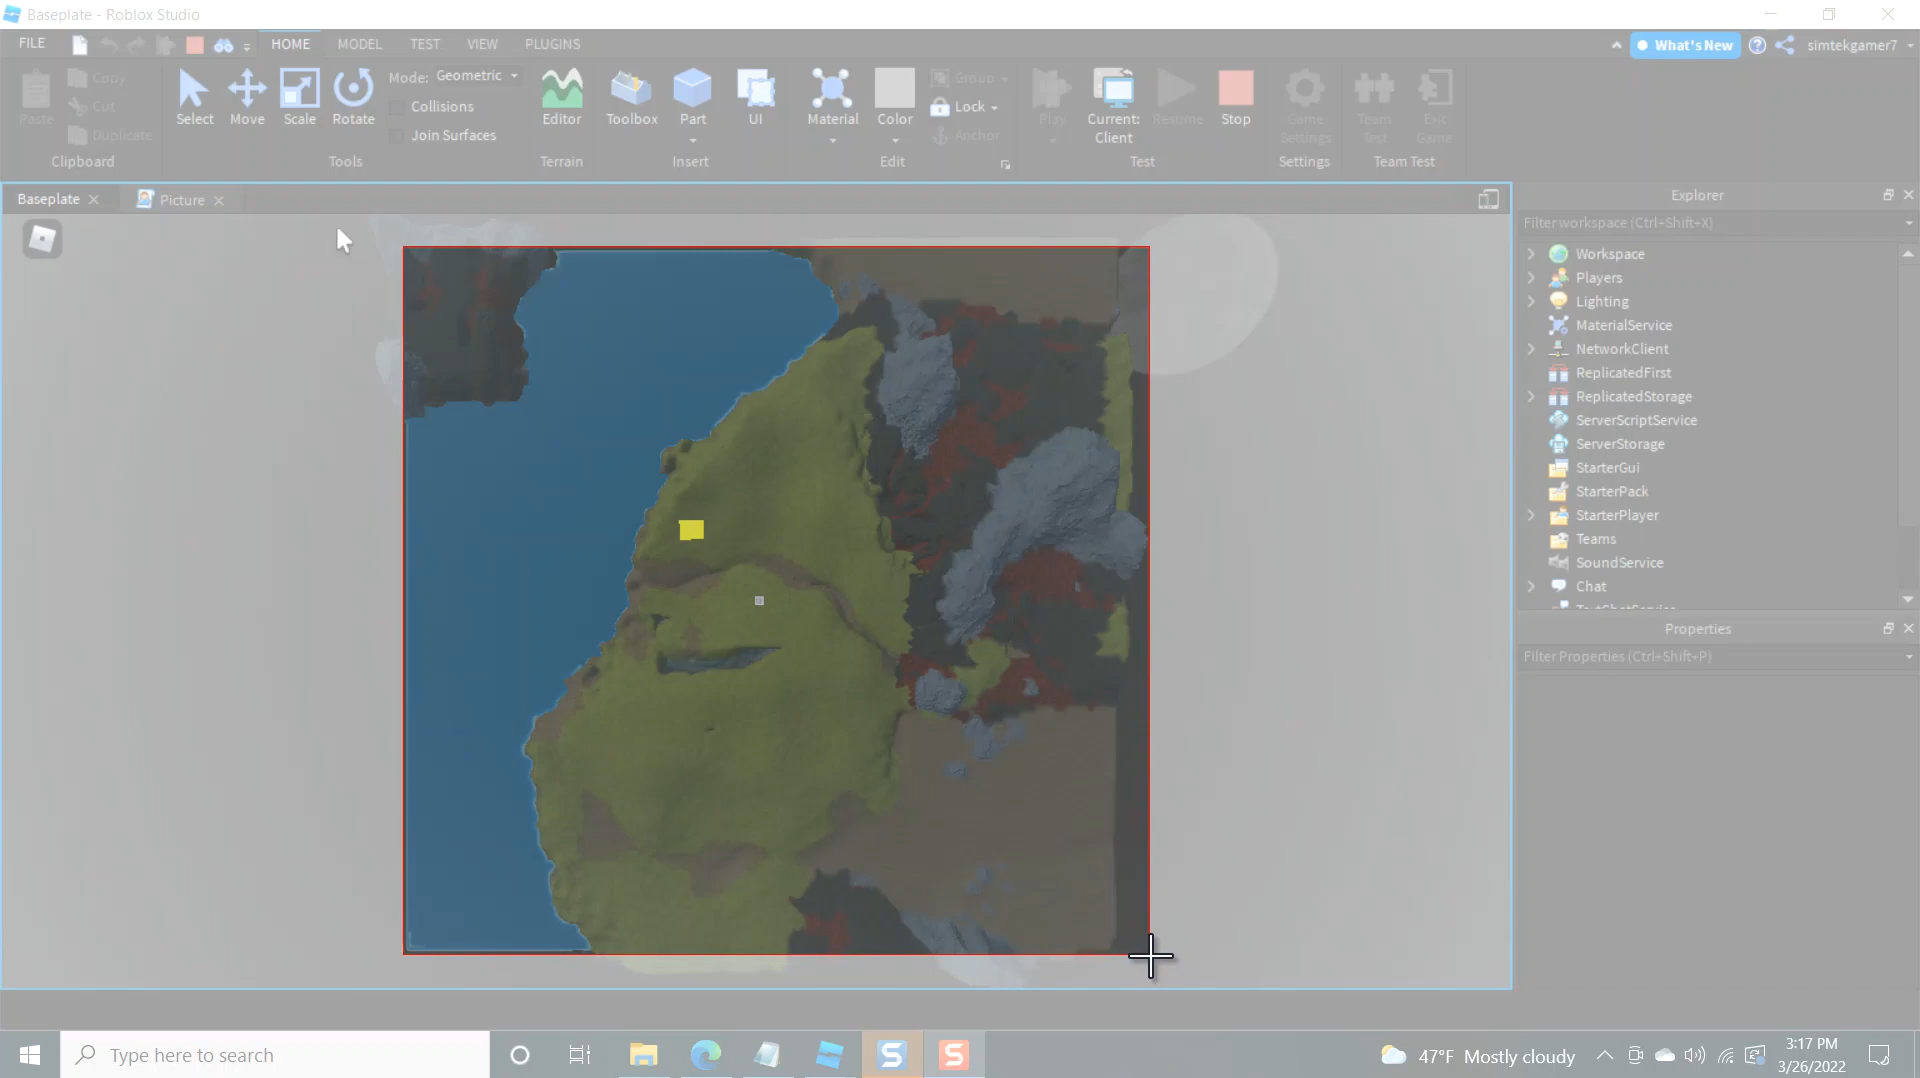 Baseplate - Roblox Studio
FILE HOME MODEL TEST VIEW PLUGINS
What's New simtekgamer7
Paste Copy Cut Duplicate
Clipboard
Select Move Scale Rotate
Mode: Geometric
Collisions
Join Surfaces
Tools
Editor
Terrain
Toolbox Part UI
Insert
Material Color
Group
Lock
Anchor
Edit
Play Current: Client Resume Stop
Test
Game Settings
Settings
Team Test Exit Game
Team Test
Baseplate Picture
Explorer
Filter workspace (Ctrl+Shift+X)
Workspace
Players
Lighting
MaterialService
NetworkClient
ReplicatedFirst
ReplicatedStorage
ServerScriptService
ServerStorage
StarterGui
StarterPack
StarterPlayer
Teams
SoundService
Chat
TextChatService
Properties
Filter Properties (Ctrl+Shift+P)
Type here to search
47°F Mostly cloudy
3:17 PM
3/26/2022